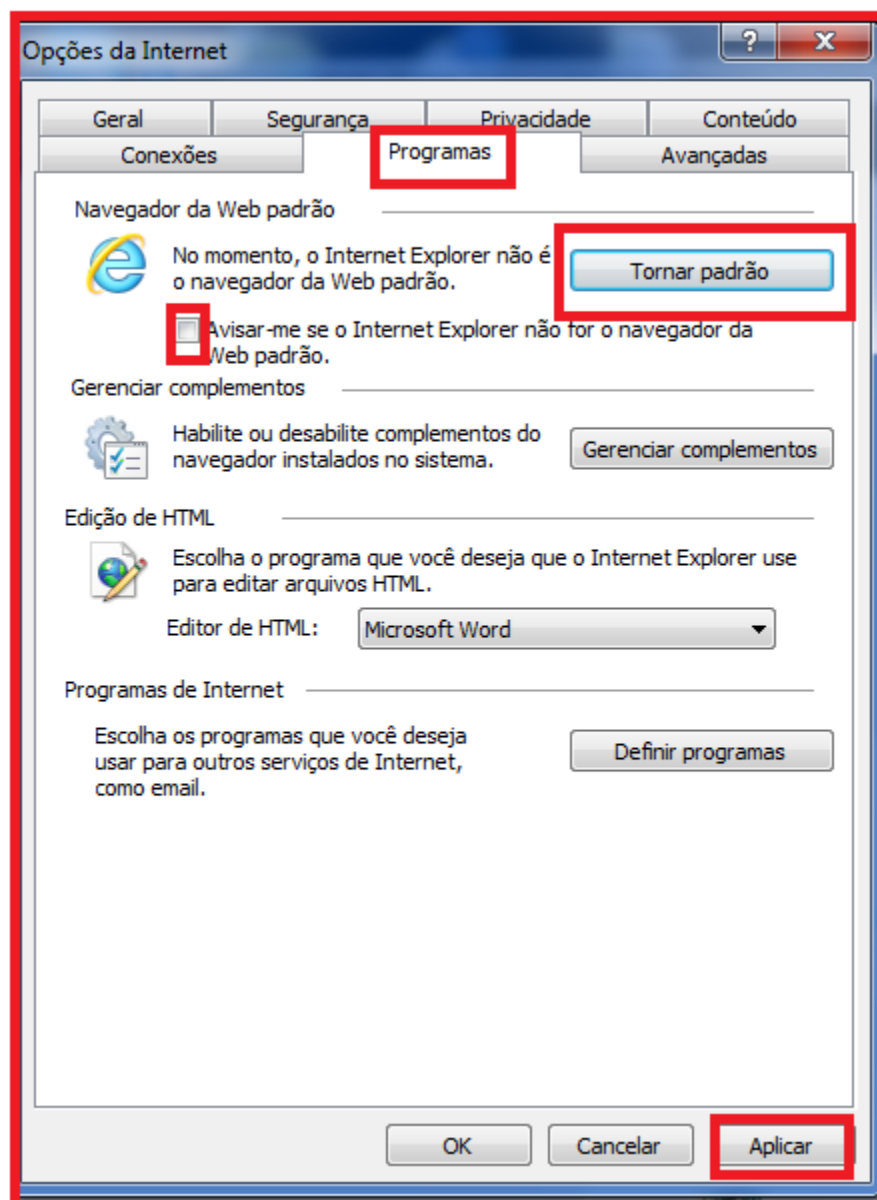 Opções da Internet
?
X
Geral
Segurança
Privacidade
Conteúdo
Conexões
Programas
Avançadas
Navegador da Web padrão
No momento, o Internet Explorer não é
o navegador da Web padrão.
Tornar padrão
Avisar-me se o Internet Explorer não for o navegador da
Web padrão.
Gerenciar complementos
Habilite ou desabilite complementos do
navegador instalados no sistema.
Gerenciar complementos
Edição de HTML
Escolha o programa que você deseja que o Internet Explorer use
para editar arquivos HTML.
Editor de HTML:
Microsoft Word
Programas de Internet
Escolha os programas que você deseja
usar para outros serviços de Internet,
como email.
Definir programas
OK
Cancelar
Aplicar